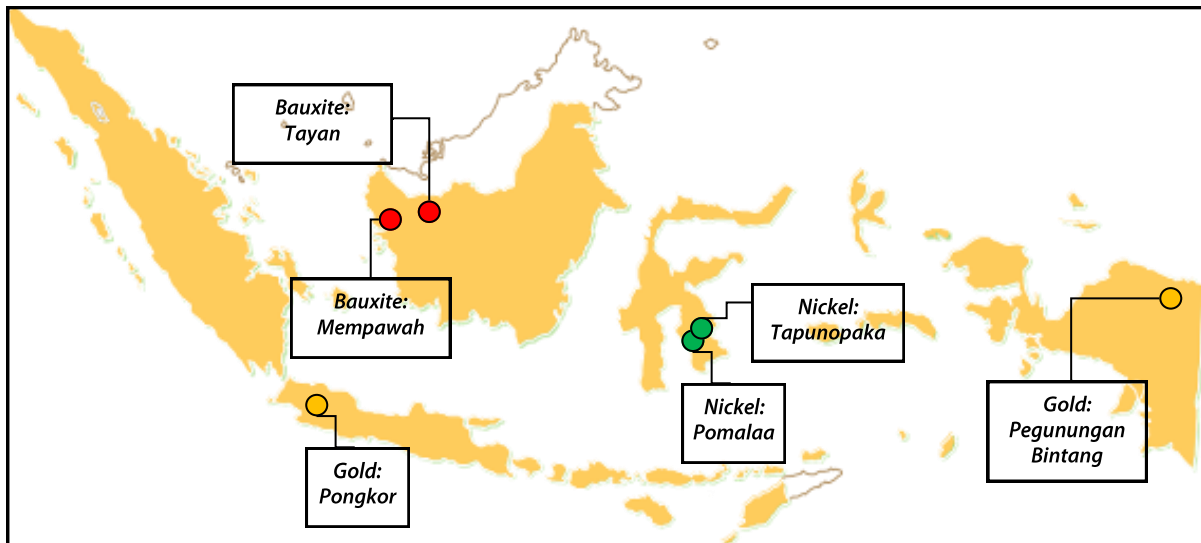 Bauxite:
Tayan
Bauxite:
Mempawah
Nickel:
Tapunopaka
Nickel:
Pomalaa
Gold:
Pegunungan
Bintang
Gold:
Pongkor